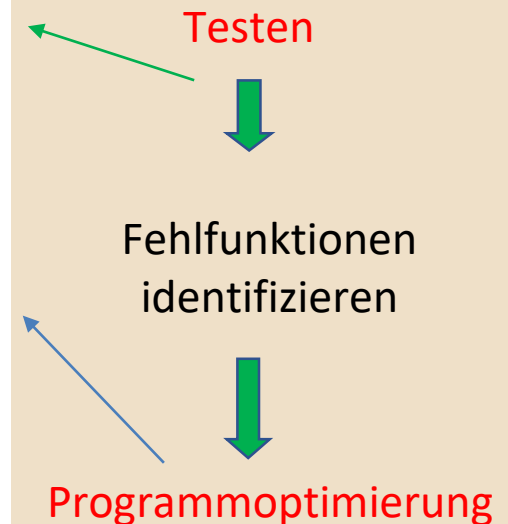 Testen
Fehlfunktionen
identifizieren
Programmoptimierung